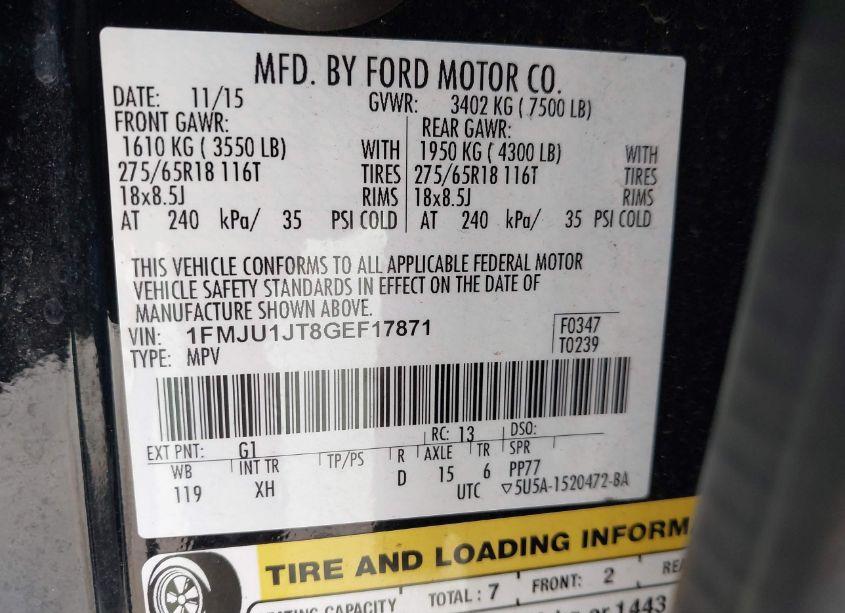 MFD. BY FORD MOTOR CO.
DATE: 11/15 GVWR: 3402 KG ( 7500 LB)
FRONT GAWR: REAR GAWR:
1610 KG ( 3550 LB) WITH 1950 KG ( 4300 LB) WITH
275/65R18 116T TIRES 275/65R18 116T TIRES
18x8.5J RIMS 18x8.5J RIMS
AT 240 kPa/ 35 PSI COLD AT 240 kPa/ 35 PSI COLD
THIS VEHICLE CONFORMS TO ALL APPLICABLE FEDERAL MOTOR
VEHICLE SAFETY STANDARDS IN EFFECT ON THE DATE OF
MANUFACTURE SHOWN ABOVE.
VIN: 1FMJU1JT8GEF17871 F0347
TYPE: MPV T0239
EXT PNT: G1 RC: 13 DSO:
WB INT TR TP/PS R AXLE TR SPR
119 XH D 15 6 PP77
UTC ▽5U5A-1520472-BA
TIRE AND LOADING INFORM
CAPACITY TOTAL: 7 FRONT: 2
or 1443